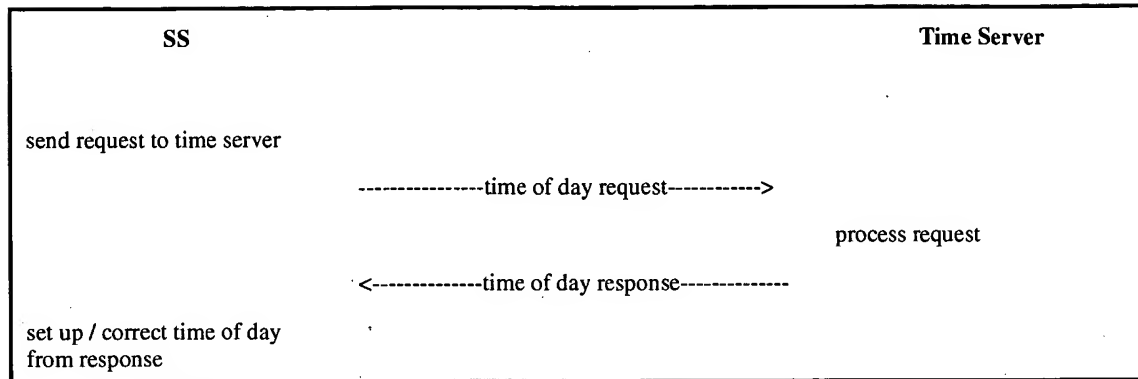 SS Time Server
send request to time server
----------------time of day request------------>
process request
<-------------time of day response-------------
set up / correct time of day
from response